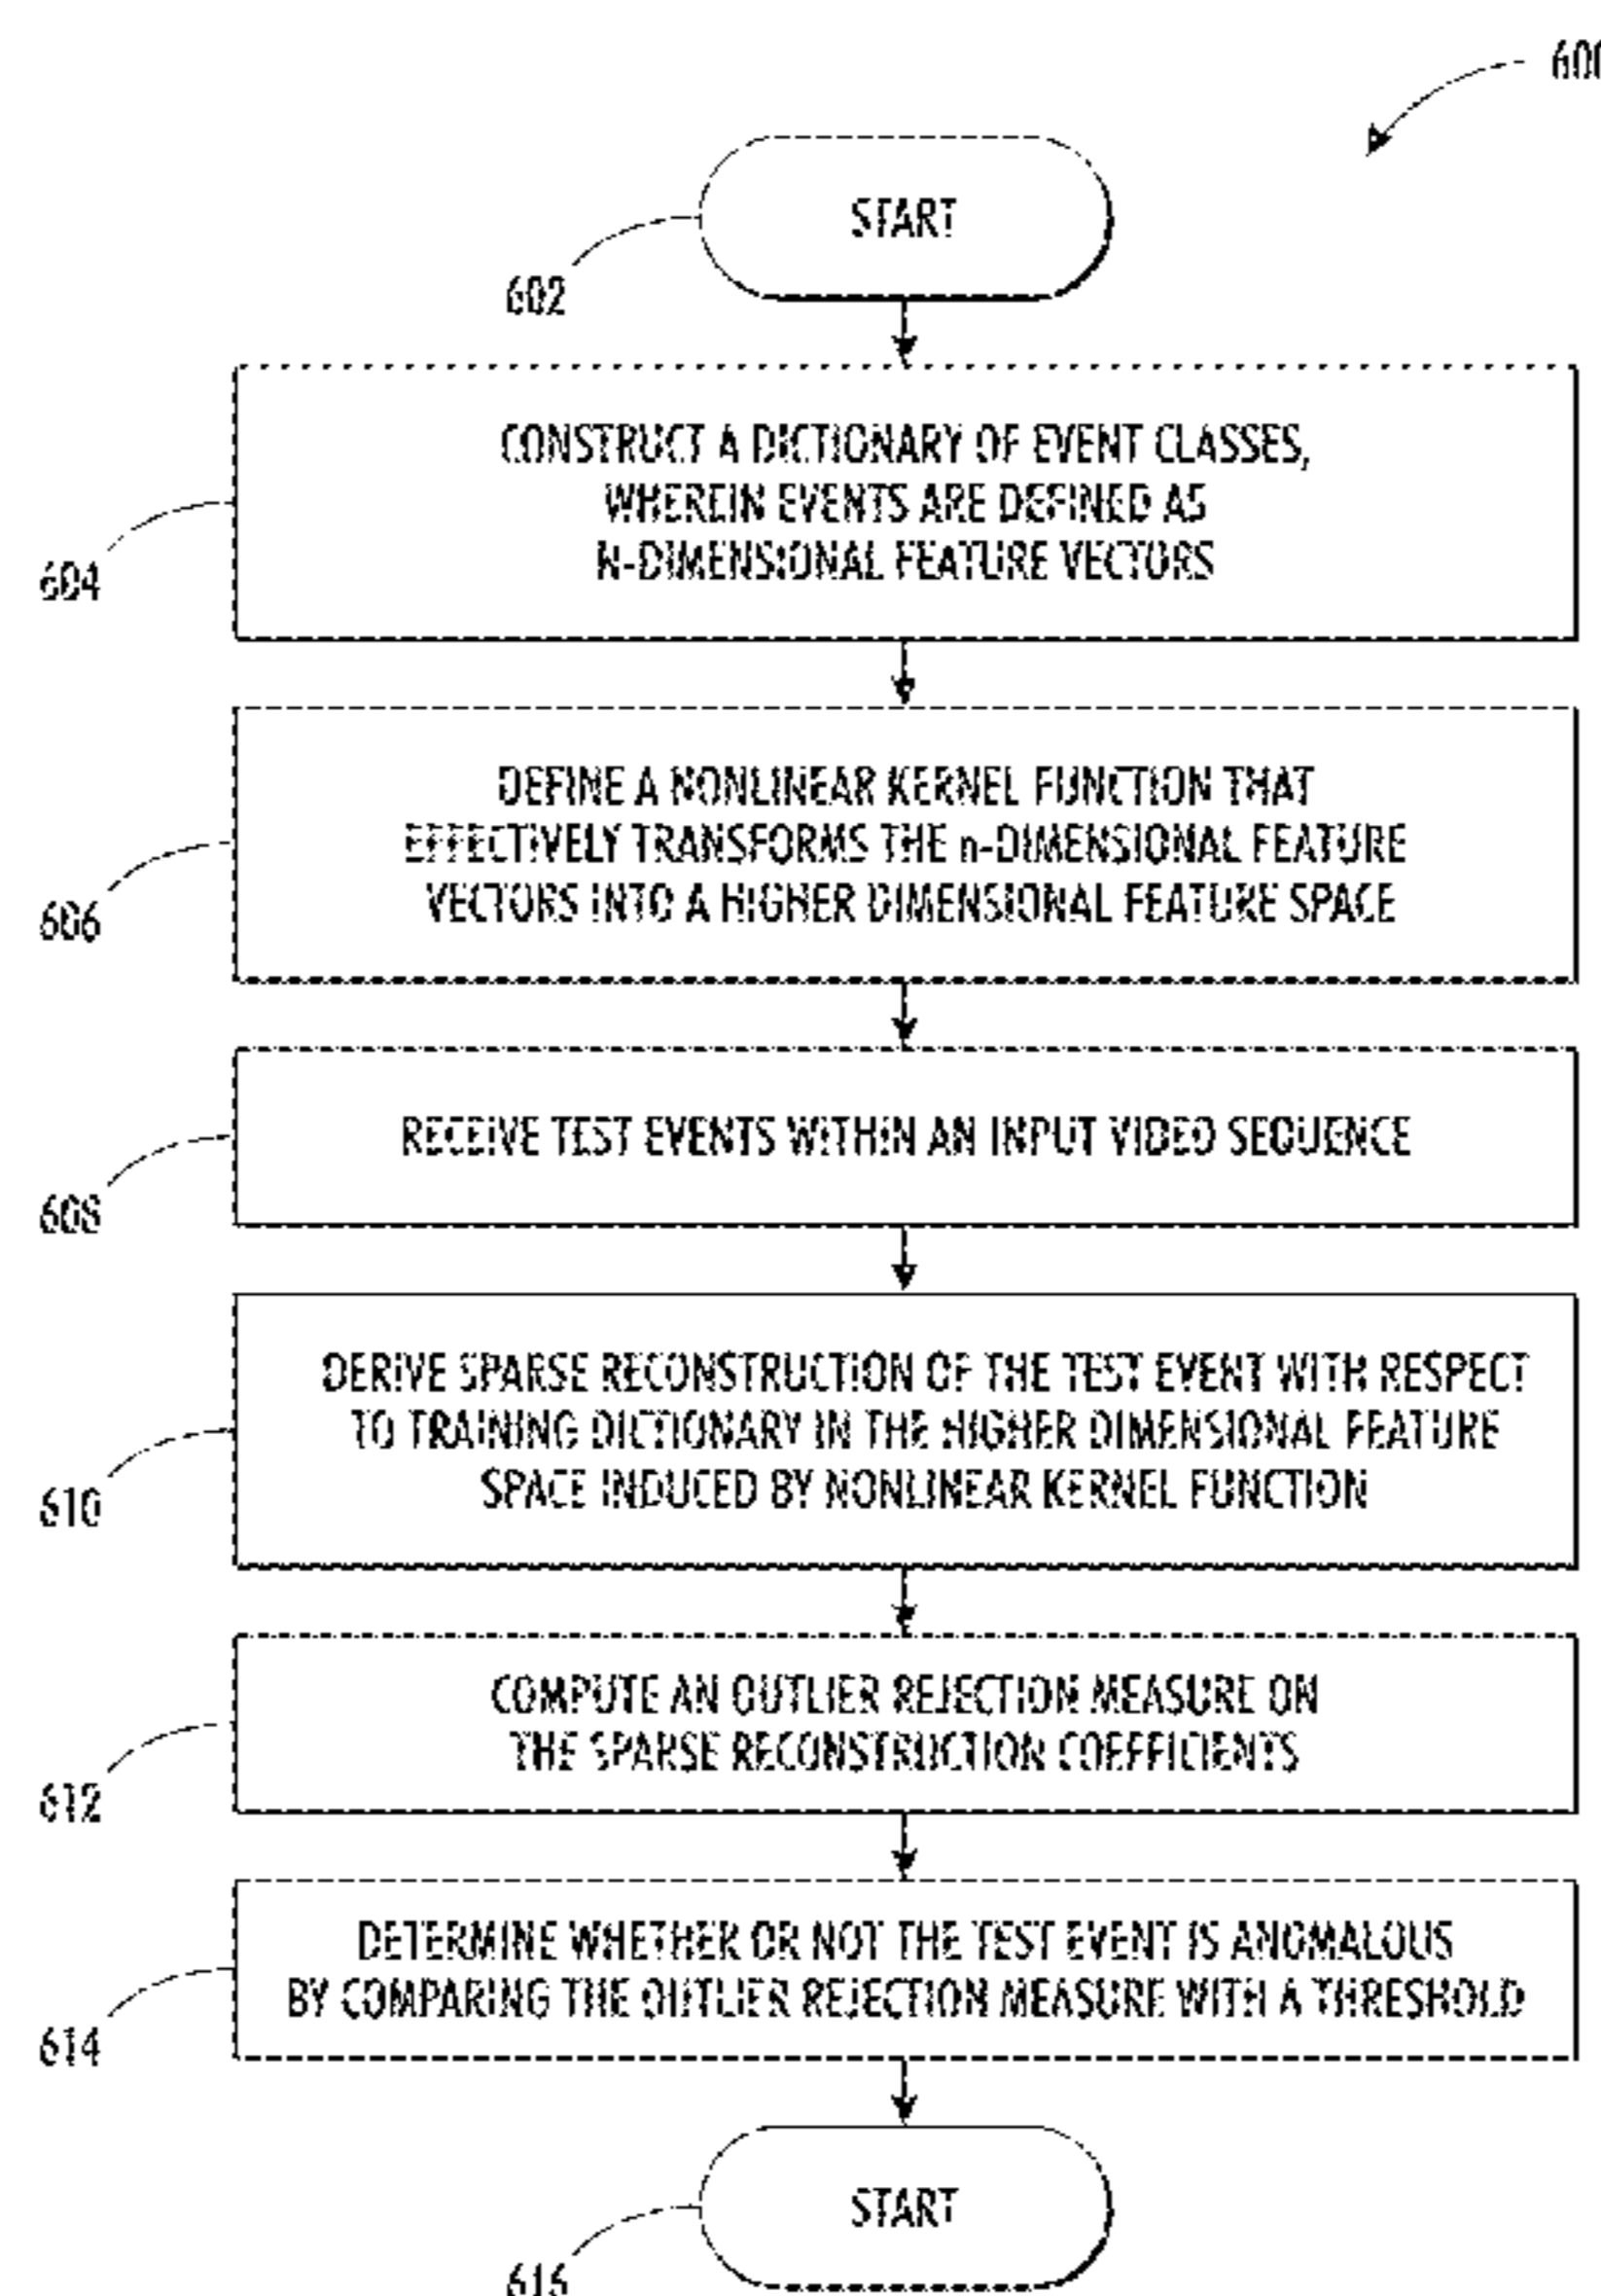 600
START
602
CONSTRUCT A DICTIONARY OF EVENT CLASSES,
WHEREIN EVENTS ARE DEFINED AS
N-DIMENSIONAL FEATURE VECTORS
604
DEFINE A NONLINEAR KERNEL FUNCTION THAT
EFFECTIVELY TRANSFORMS THE n-DIMENSIONAL FEATURE
VECTORS INTO A HIGHER DIMENSIONAL FEATURE SPACE
606
RECEIVE TEST EVENTS WITHIN AN INPUT VIDEO SEQUENCE
608
DERIVE SPARSE RECONSTRUCTION OF THE TEST EVENT WITH RESPECT
TO TRAINING DICTIONARY IN THE HIGHER DIMENSIONAL FEATURE
SPACE INDUCED BY NONLINEAR KERNEL FUNCTION
610
COMPUTE AN OUTLIER REJECTION MEASURE ON
THE SPARSE RECONSTRUCTION COEFFICIENTS
612
DETERMINE WHETHER OR NOT THE TEST EVENT IS ANOMALOUS
BY COMPARING THE OUTLIER REJECTION MEASURE WITH A THRESHOLD
614
START
616